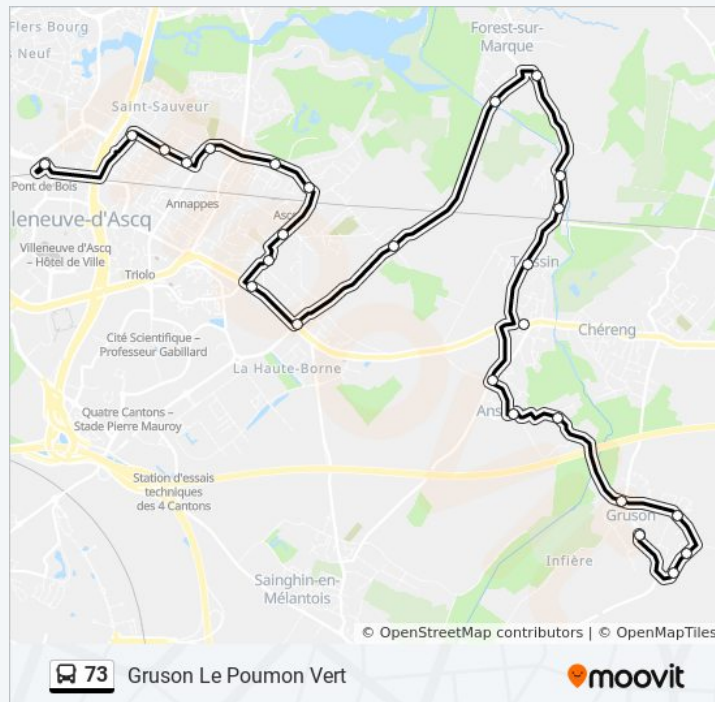 Flers Bourg
Neuf
Forest-sur-
Marque
Saint-Sauveur
Pont de Bois
Annappes
Ascq
leneuve-d'Ascq
Villeneuve d'Ascq
– Hôtel de Ville
Triolo
Tressin
Cité Scientifique –
Professeur Gabillard
Chéreng
La Haute-Borne
Quatre Cantons –
Stade Pierre Mauroy
Ans
Station d'essais
techniques
des 4 Cantons
Gruson
Infière
Sainghin-en-
Mélantois
© OpenStreetMap contributors | © OpenMapTiles
73 Gruson Le Poumon Vert
moovit